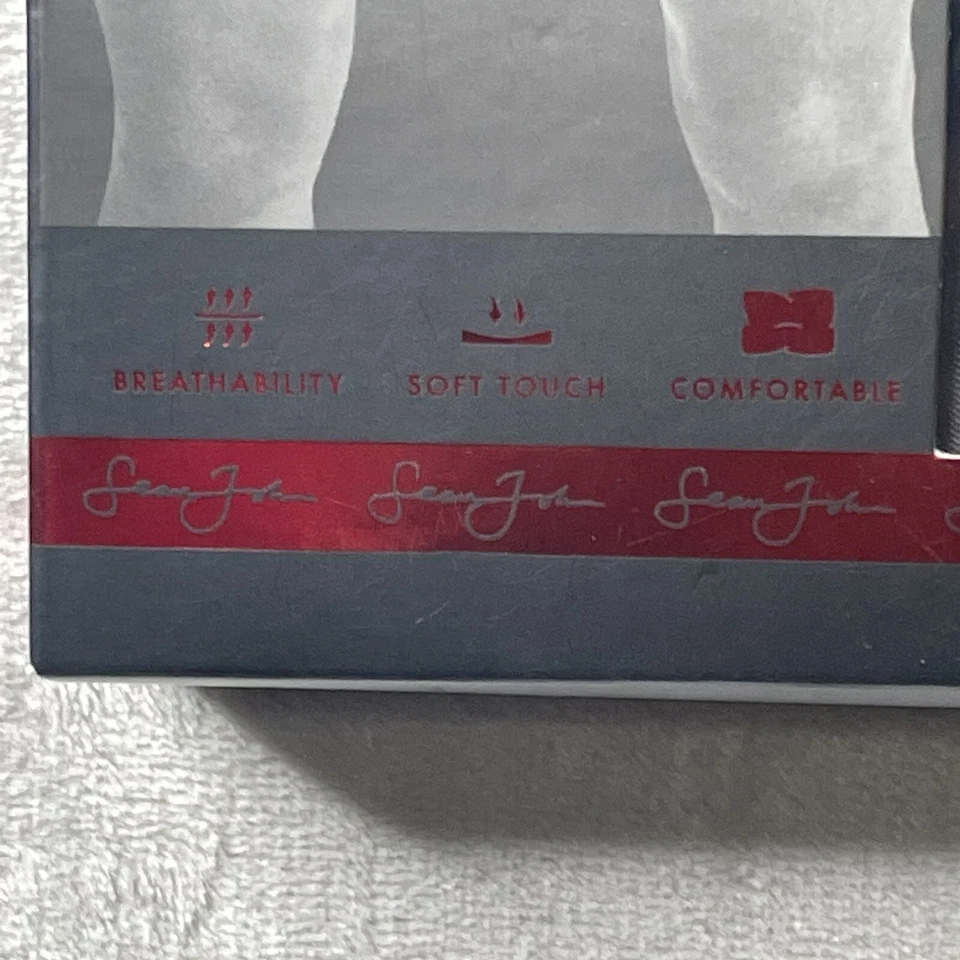 BREATHABILITY SOFT TOUCH COMFORTABLE
Sean John Sean John Sean John